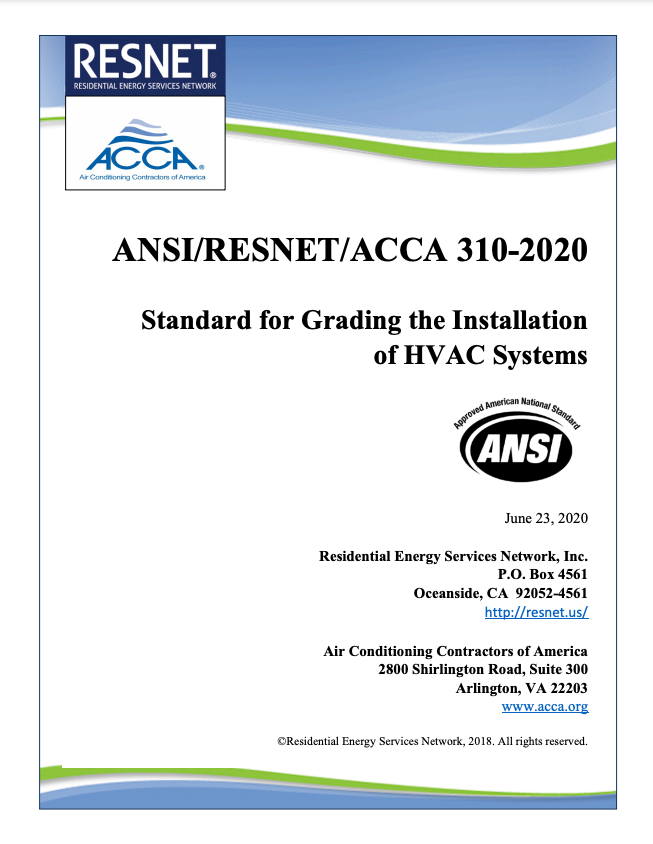 RESNET®
RESIDENTIAL ENERGY SERVICES NETWORK
ACCA®
Air Conditioning Contractors of America
ANSI/RESNET/ACCA 310-2020
Standard for Grading the Installation
of HVAC Systems
Approved American National Standard
ANSI
June 23, 2020
Residential Energy Services Network, Inc.
P.O. Box 4561
Oceanside, CA  92052-4561
http://resnet.us/
Air Conditioning Contractors of America
2800 Shirlington Road, Suite 300
Arlington, VA 22203
www.acca.org
©Residential Energy Services Network, 2018. All rights reserved.